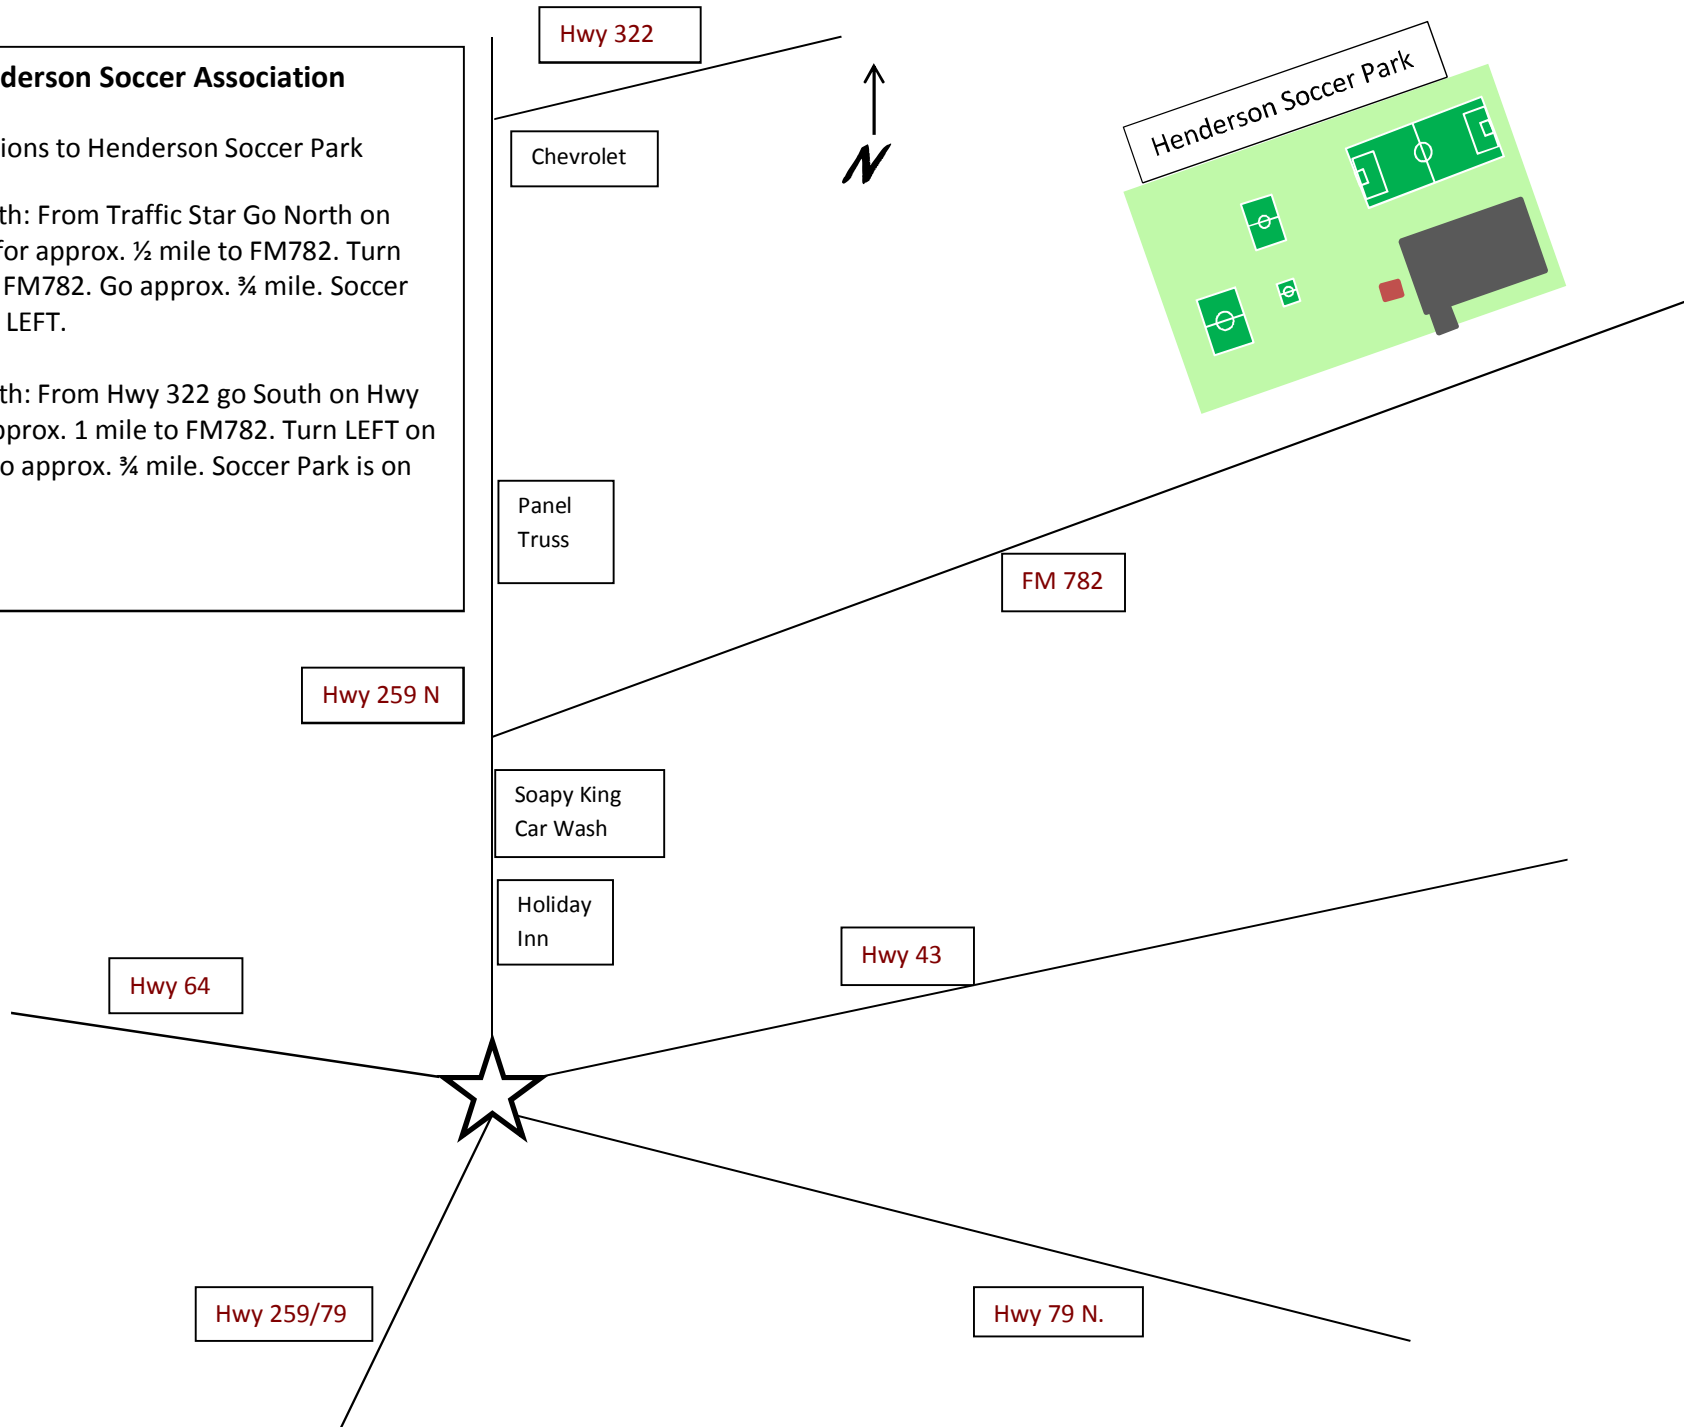 Hwy 322
derson Soccer Association
tions to Henderson Soccer Park
th: From Traffic Star Go North on
for approx. ½ mile to FM782. Turn
FM782. Go approx. ¾ mile. Soccer
LEFT.
th: From Hwy 322 go South on Hwy
pprox. 1 mile to FM782. Turn LEFT on
o approx. ¾ mile. Soccer Park is on
Chevrolet
N
Henderson Soccer Park
Panel
Truss
FM 782
Hwy 259 N
Soapy King
Car Wash
Holiday
Inn
Hwy 43
Hwy 64
Hwy 259/79
Hwy 79 N.